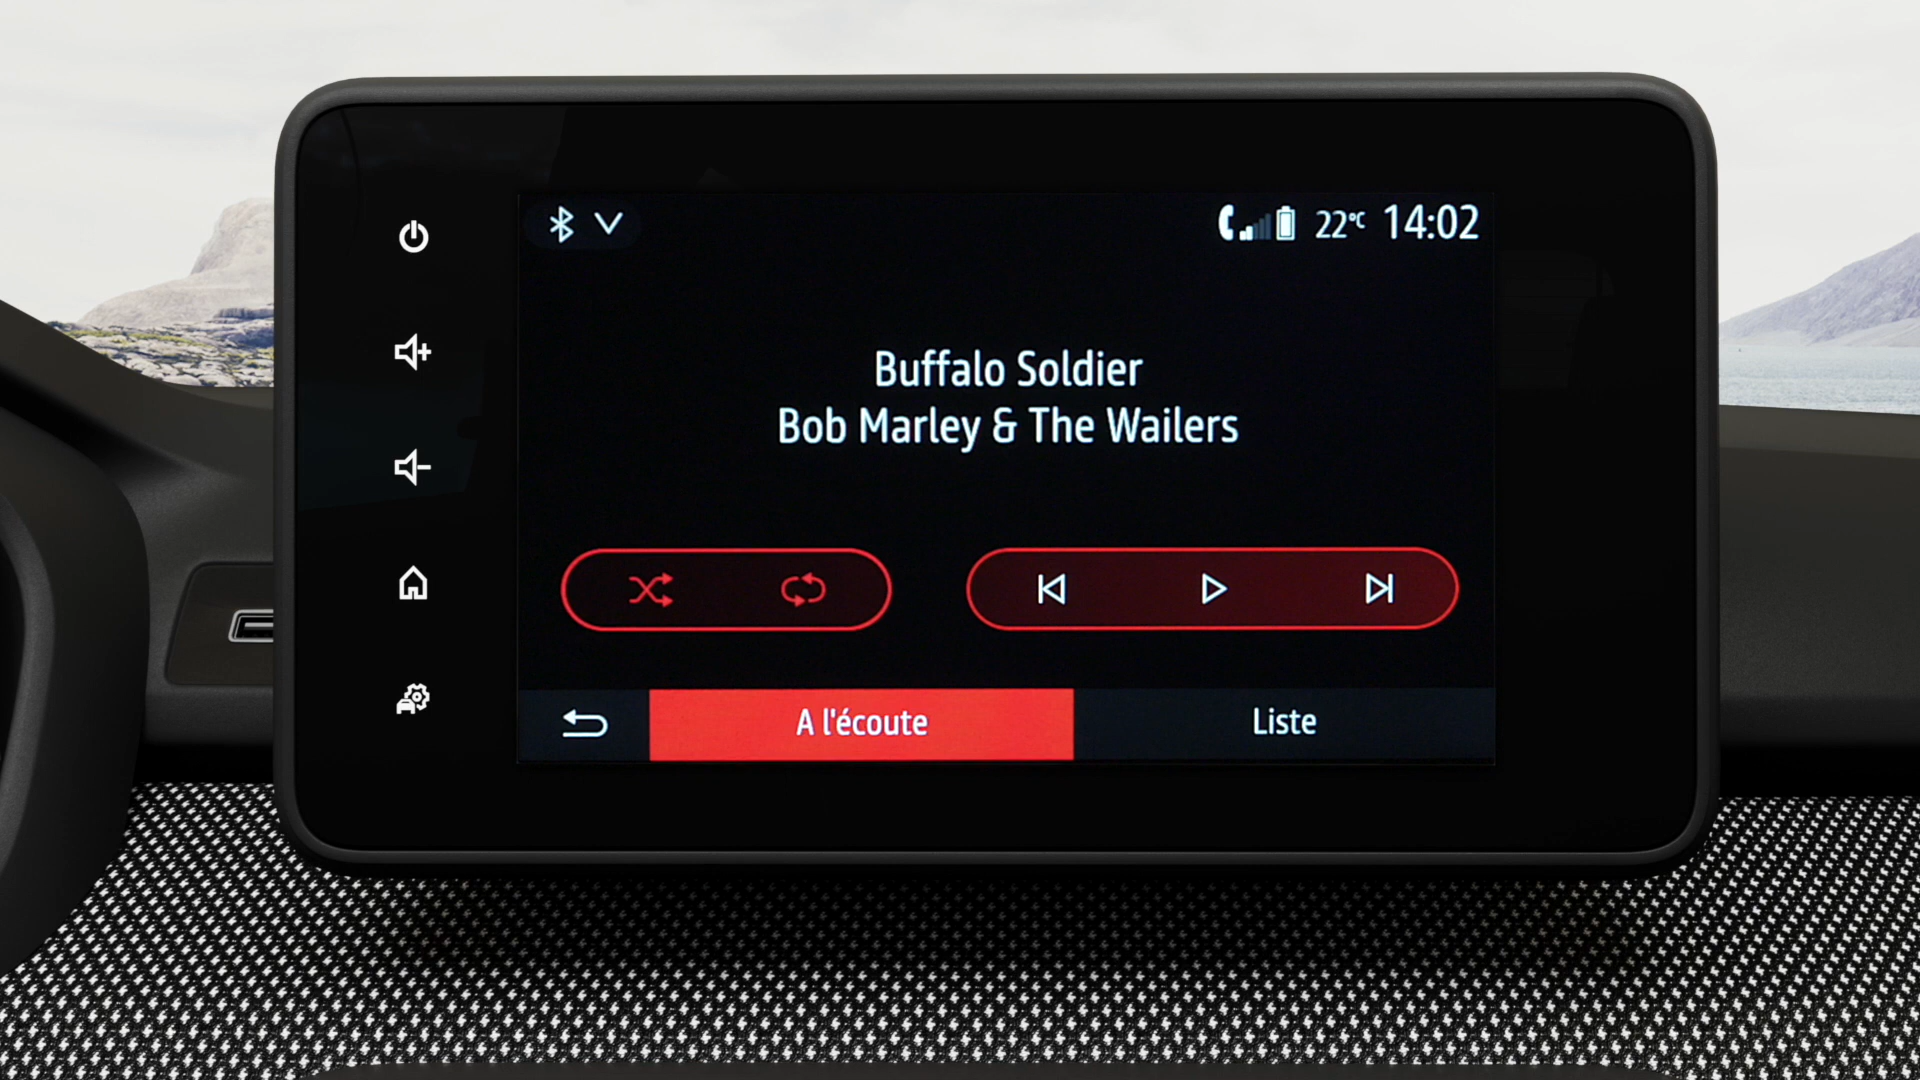 22°C 14:02
Buffalo Soldier
Bob Marley & The Wailers
A l'écoute
Liste